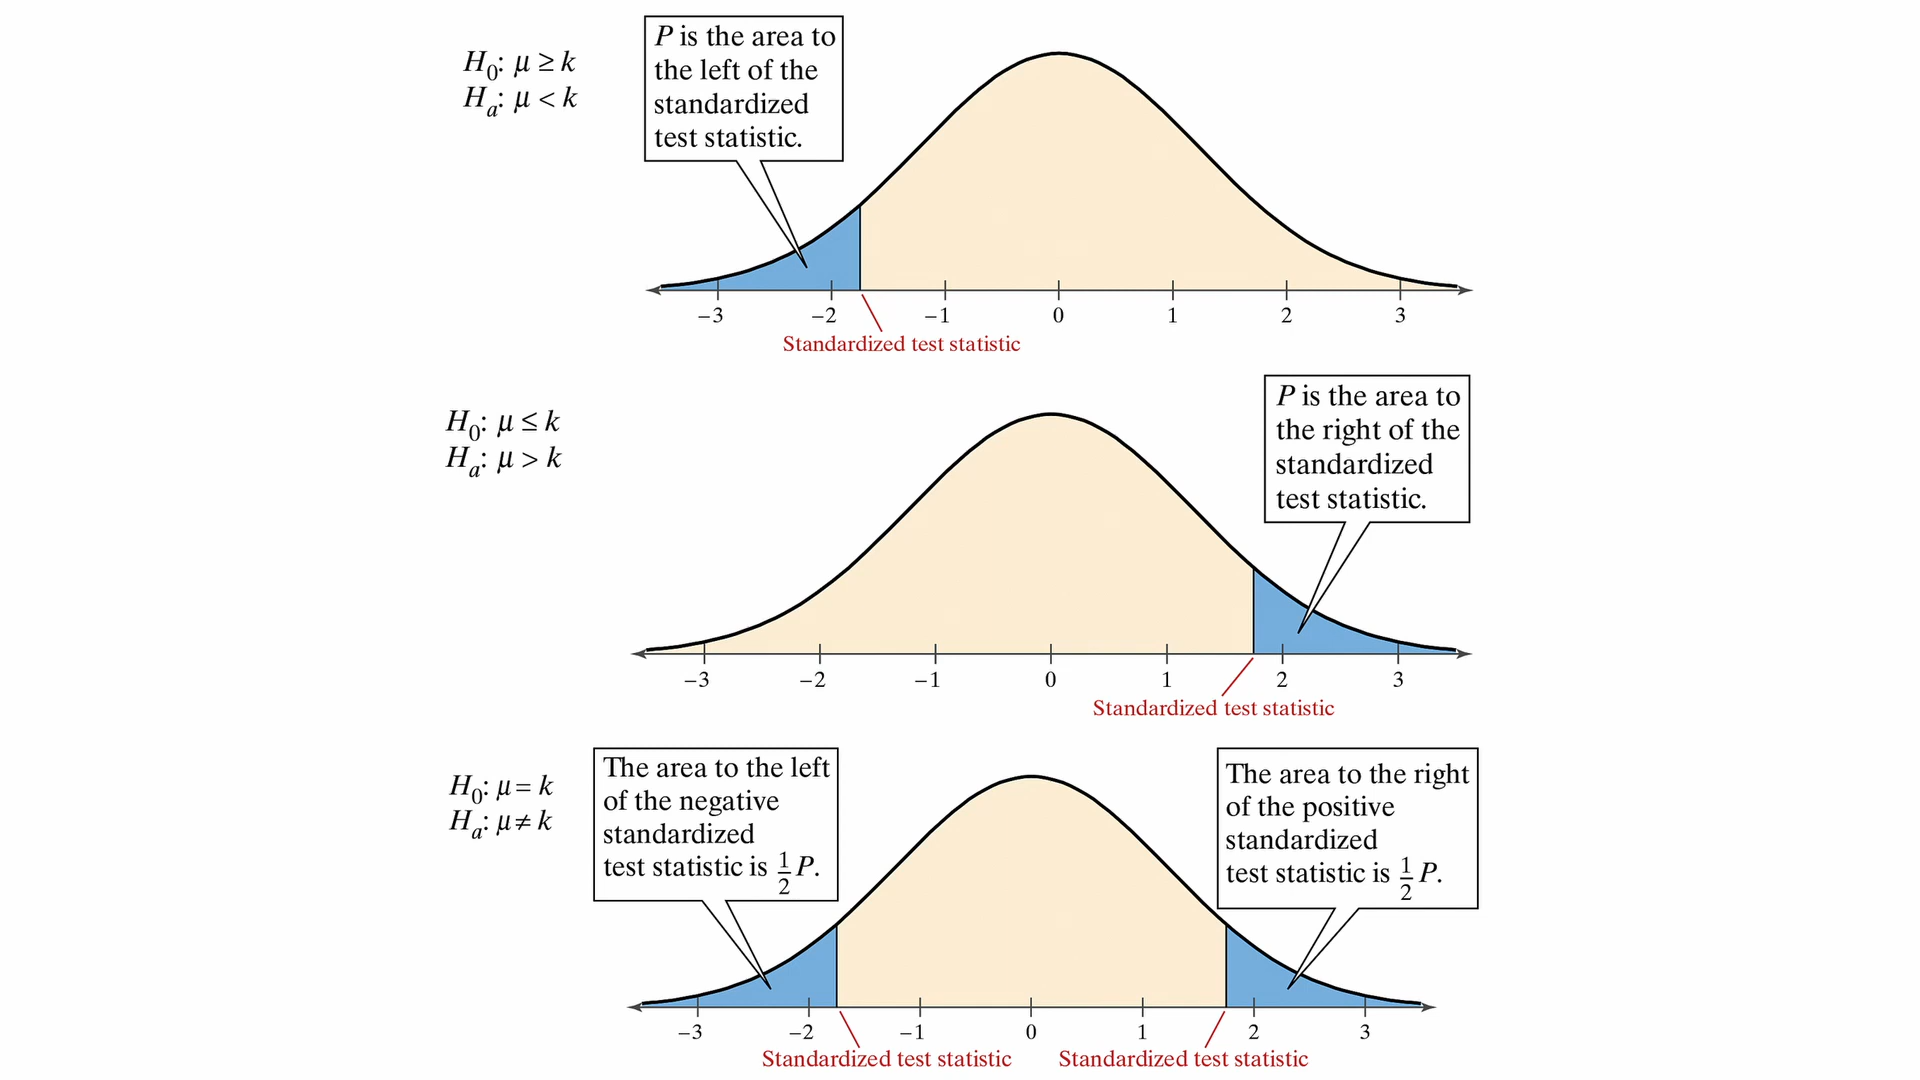 H₀: μ ≥ k
Hₐ: μ < k
P is the area to
the left of the
standardized
test statistic.
−3 −2 −1 0 1 2 3
Standardized test statistic
H₀: μ ≤ k
Hₐ: μ > k
P is the area to
the right of the
standardized
test statistic.
−3 −2 −1 0 1 2 3
Standardized test statistic
H₀: μ = k
Hₐ: μ ≠ k
The area to the left
of the negative
standardized
test statistic is ½ P.
The area to the right
of the positive
standardized
test statistic is ½ P.
−3 −2 −1 0 1 2 3
Standardized test statistic Standardized test statistic